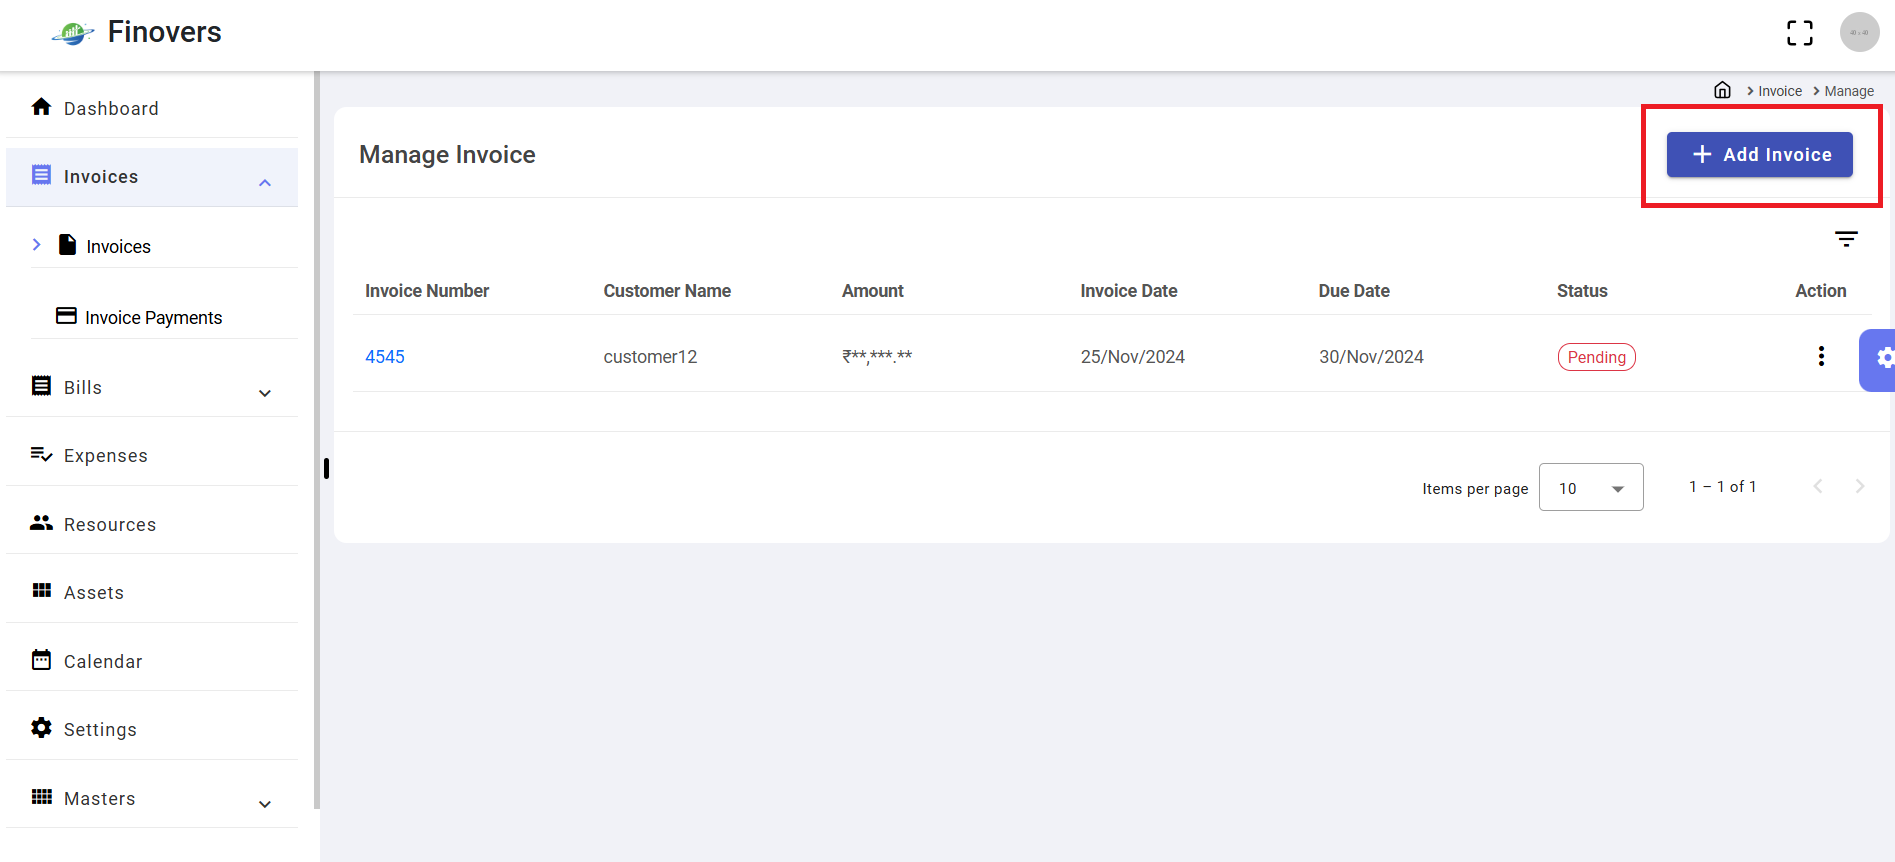 Finovers
Dashboard
Invoices
Invoices
Invoice Payments
Bills
Expenses
Resources
Assets
Calendar
Settings
Masters
Invoice Manage
Manage Invoice
Add Invoice
Invoice Number Customer Name Amount Invoice Date Due Date Status Action
4545 customer12 ₹**,***.** 25/Nov/2024 30/Nov/2024 Pending
Items per page 10 1 – 1 of 1